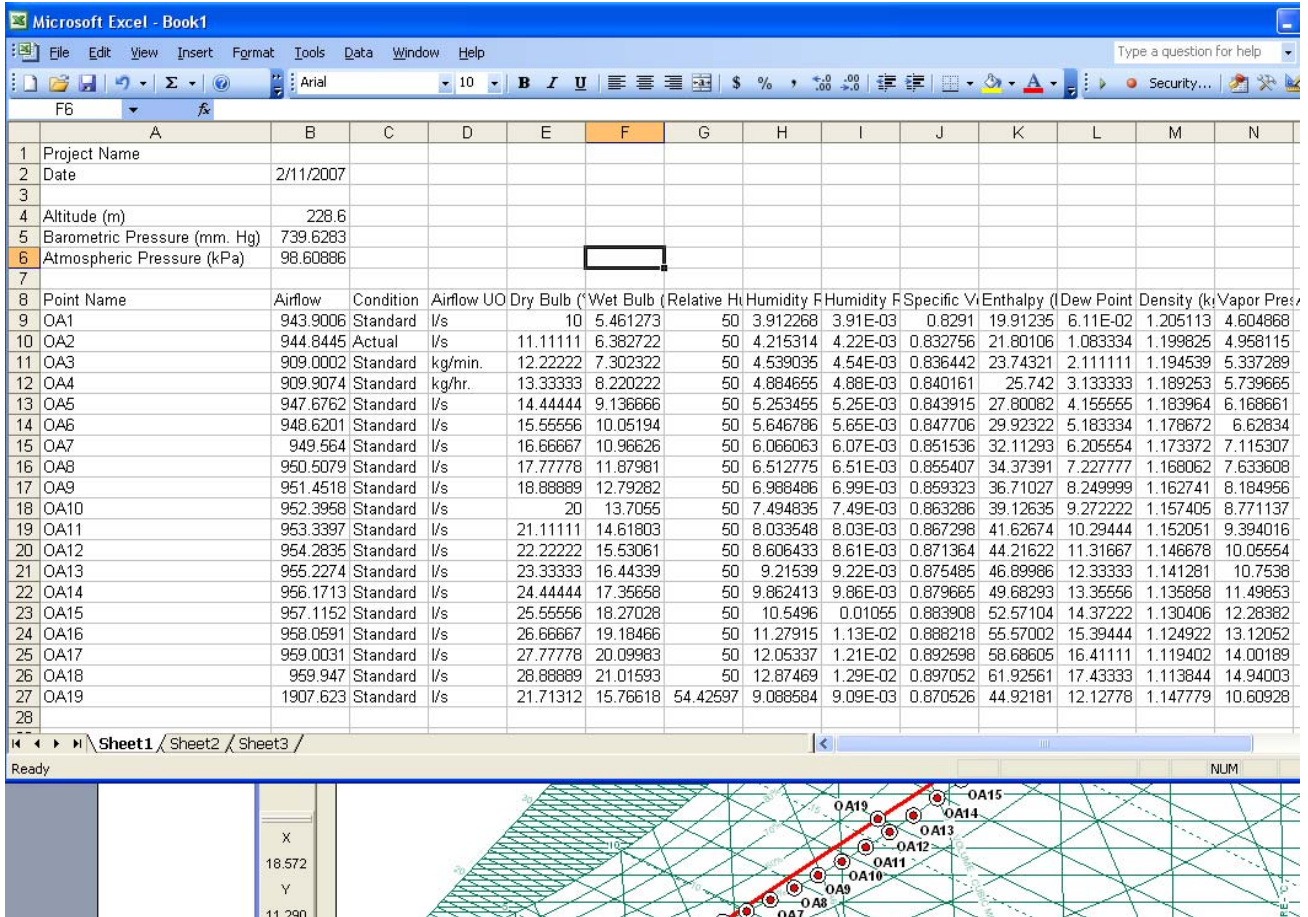 Microsoft Excel - Book1
File Edit View Insert Format Tools Data Window Help Type a question for help
Arial 10 B I U $ % , Security...
F6 fx
A B C D E F G H I J K L M N
1 Project Name
2 Date 2/11/2007
3
4 Altitude (m) 228.6
5 Barometric Pressure (mm. Hg) 739.6283
6 Atmospheric Pressure (kPa) 98.60886
7
8 Point Name Airflow Condition Airflow UO Dry Bulb (° Wet Bulb ( Relative Hu Humidity R Humidity R Specific Vo Enthalpy ( Dew Point Density (k Vapor Pres
9 OA1 943.9006 Standard l/s 10 5.461273 50 3.912268 3.91E-03 0.8291 19.91235 6.11E-02 1.205113 4.604868
10 OA2 944.8445 Actual l/s 11.11111 6.382722 50 4.215314 4.22E-03 0.832756 21.80106 1.083334 1.199825 4.958115
11 OA3 909.0002 Standard kg/min. 12.22222 7.302322 50 4.539035 4.54E-03 0.836442 23.74321 2.111111 1.194539 5.337289
12 OA4 909.9074 Standard kg/hr. 13.33333 8.220222 50 4.884655 4.88E-03 0.840161 25.742 3.133333 1.189253 5.739665
13 OA5 947.6762 Standard l/s 14.44444 9.136666 50 5.253455 5.25E-03 0.843915 27.80082 4.155555 1.183964 6.168661
14 OA6 948.6201 Standard l/s 15.55556 10.05194 50 5.646786 5.65E-03 0.847706 29.92322 5.183334 1.178672 6.62834
15 OA7 949.564 Standard l/s 16.66667 10.96626 50 6.066063 6.07E-03 0.851536 32.11293 6.205554 1.173372 7.115307
16 OA8 950.5079 Standard l/s 17.77778 11.87981 50 6.512775 6.51E-03 0.855407 34.37391 7.227777 1.168062 7.633608
17 OA9 951.4518 Standard l/s 18.88889 12.79282 50 6.988486 6.99E-03 0.859323 36.71027 8.249999 1.162741 8.184956
18 OA10 952.3958 Standard l/s 20 13.7055 50 7.494835 7.49E-03 0.863286 39.12635 9.272222 1.157405 8.771137
19 OA11 953.3397 Standard l/s 21.11111 14.61803 50 8.033548 8.03E-03 0.867298 41.62674 10.29444 1.152051 9.394016
20 OA12 954.2835 Standard l/s 22.22222 15.53061 50 8.606433 8.61E-03 0.871364 44.21622 11.31667 1.146678 10.05554
21 OA13 955.2274 Standard l/s 23.33333 16.44339 50 9.21539 9.22E-03 0.875485 46.89986 12.33333 1.141281 10.7538
22 OA14 956.1713 Standard l/s 24.44444 17.35658 50 9.862413 9.86E-03 0.879665 49.68293 13.35556 1.135858 11.49853
23 OA15 957.1152 Standard l/s 25.55556 18.27028 50 10.5496 0.01055 0.883908 52.57104 14.37222 1.130406 12.28382
24 OA16 958.0591 Standard l/s 26.66667 19.18466 50 11.27915 1.13E-02 0.888218 55.57002 15.39444 1.124922 13.12052
25 OA17 959.0031 Standard l/s 27.77778 20.09983 50 12.05337 1.21E-02 0.892598 58.68605 16.41111 1.119402 14.00189
26 OA18 959.947 Standard l/s 28.88889 21.01593 50 12.87469 1.29E-02 0.897052 61.92561 17.43333 1.113844 14.94003
27 OA19 1907.623 Standard l/s 21.71312 15.76618 54.42597 9.088584 9.09E-03 0.870526 44.92181 12.12778 1.147779 10.60928
28
Sheet1 Sheet2 Sheet3
Ready NUM
OA15
OA19
OA14
OA13
X
OA12
18.572
OA11
OA10
Y
OA9
OA8
11.290
OA7